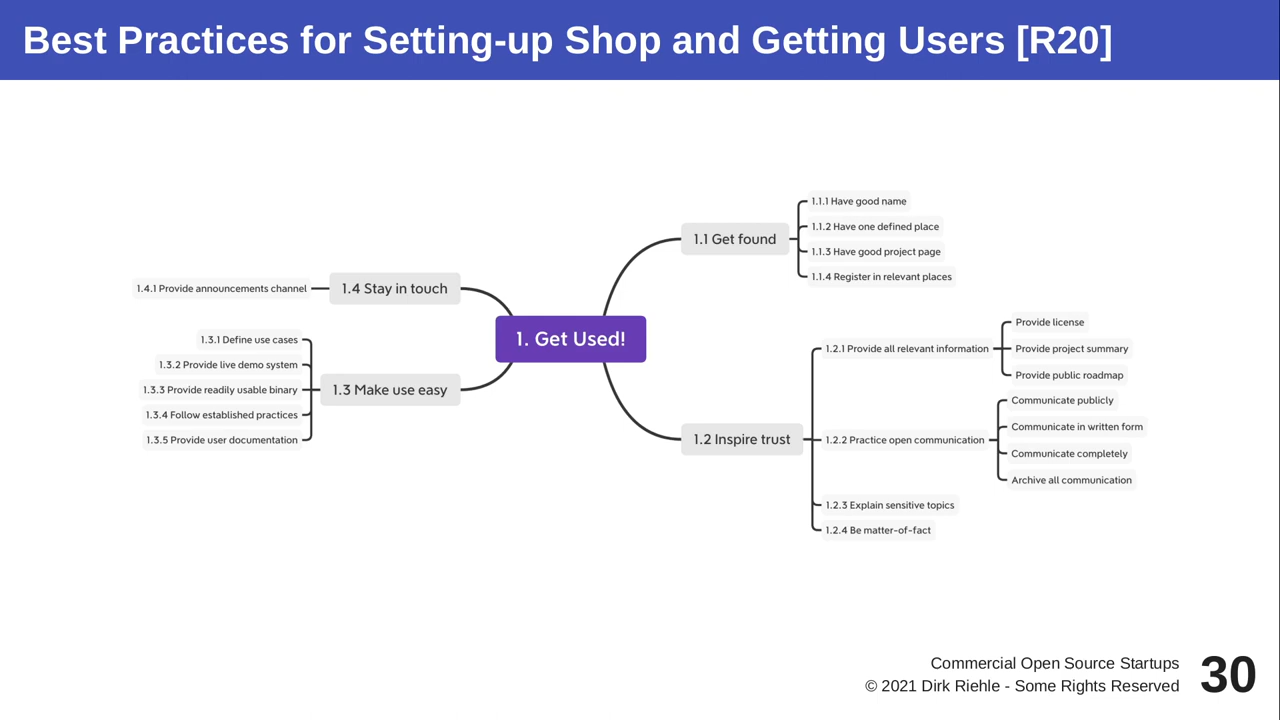 Best Practices for Setting-up Shop and Getting Users [R20]
1. Get Used!
1.1 Get found
1.1.1 Have good name
1.1.2 Have one defined place
1.1.3 Have good project page
1.1.4 Register in relevant places
1.2 Inspire trust
1.2.1 Provide all relevant information
Provide license
Provide project summary
Provide public roadmap
1.2.2 Practice open communication
Communicate publicly
Communicate in written form
Communicate completely
Archive all communication
1.2.3 Explain sensitive topics
1.2.4 Be matter-of-fact
1.3 Make use easy
1.3.1 Define use cases
1.3.2 Provide live demo system
1.3.3 Provide readily usable binary
1.3.4 Follow established practices
1.3.5 Provide user documentation
1.4 Stay in touch
1.4.1 Provide announcements channel
Commercial Open Source Startups
© 2021 Dirk Riehle - Some Rights Reserved
30